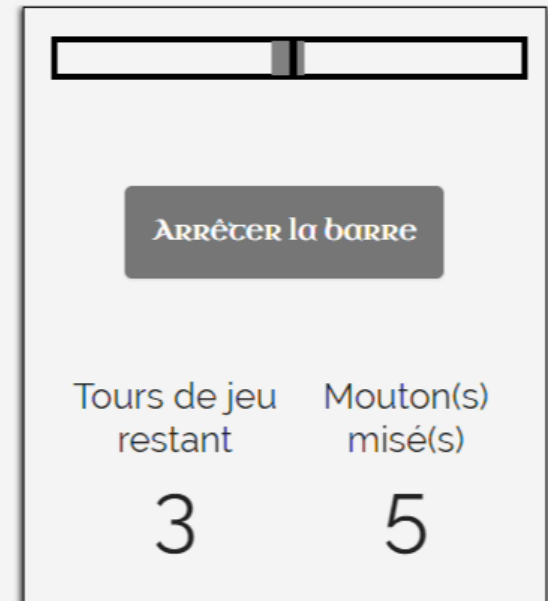 Arrêter la barre
Tours de jeu restant
Mouton(s) misé(s)
3
5